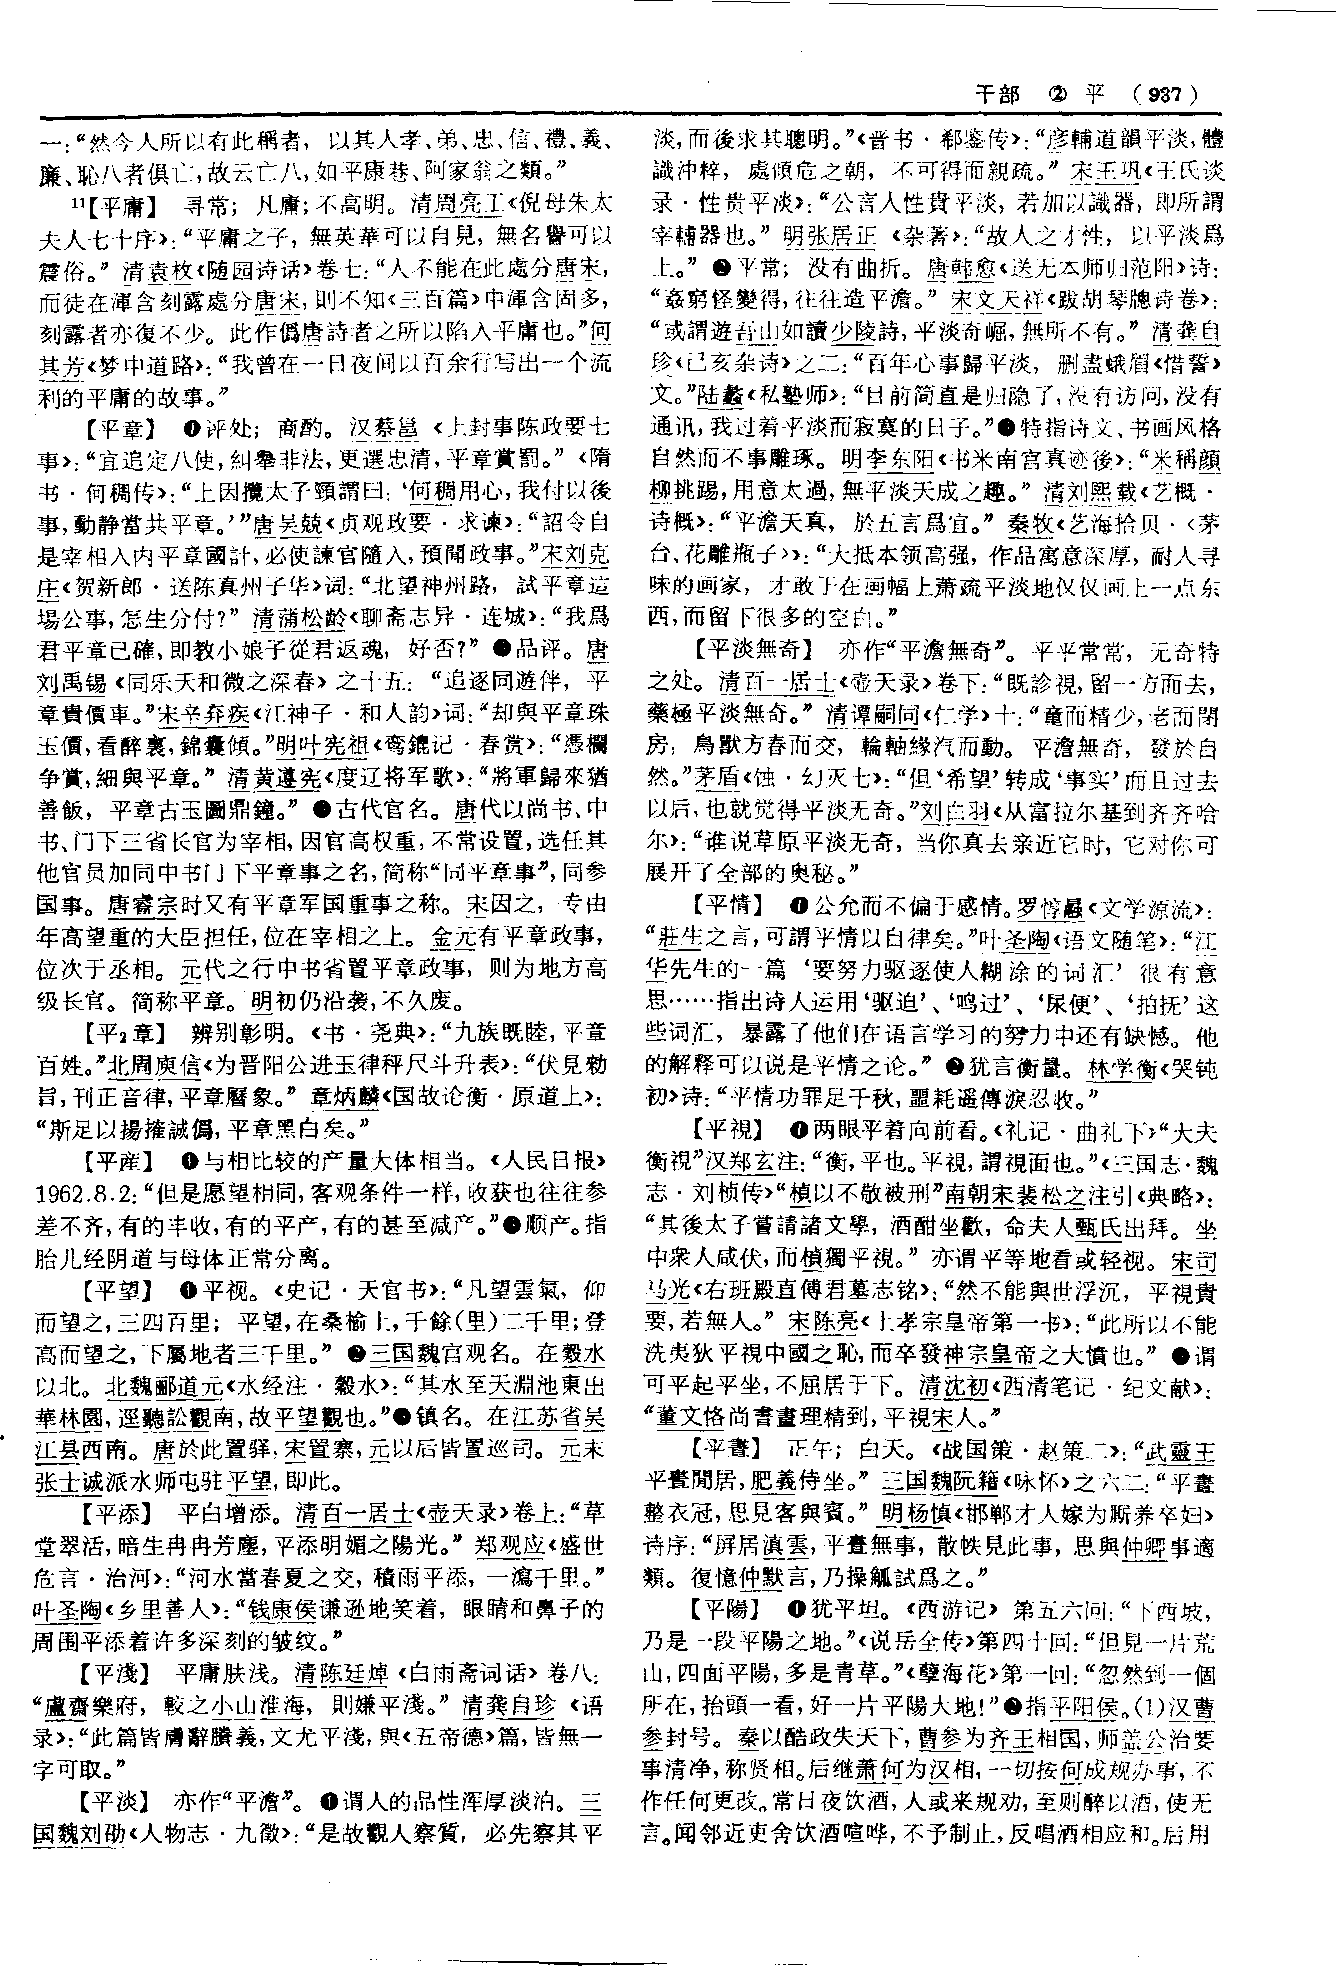 干部 ② 平 （937）
一：“然今人所以有此稱者，以其人孝、弟、忠、信、禮、義、
廉、恥八者俱亡，故云亡八，如平康巷、阿家翁之類。”
11【平庸】 寻常；凡庸；不高明。清周亮工《倪母朱太
夫人七十序》：“平庸之子，無英華可以自見，無名譽可以
震俗。”清袁枚《随园诗话》卷七：“人不能在此處分唐宋，
而徒在渾含刻露處分唐宋，則不知《三百篇》中渾含固多，
刻露者亦復不少。此作僞唐詩者之所以陷入平庸也。”何
其芳《梦中道路》：“我曾在一日夜间以百余行写出一个流
利的平庸的故事。”
【平章】 ❶评处；商酌。汉蔡邕《上封事陈政要七
事》：“宜追定八使，糾舉非法，更選忠清，平章賞罰。”《隋
书·何稠传》：“上因攬太子頸謂曰：‘何稠用心，我付以後
事，動静當共平章。’”唐吴兢《贞观政要·求谏》：“詔令自
是宰相入内平章國計，必使諫官隨入，預聞政事。”宋刘克
庄《贺新郎·送陈真州子华》词：“北望神州路，試平章這
場公事，怎生分付？”清蒲松龄《聊斋志异·连城》：“我爲
君平章已確，即教小娘子從君返魂，好否？”❷品评。唐
刘禹锡《同乐天和微之深春》之十五：“追逐同遊伴，平
章貴價車。”宋辛弃疾《江神子·和人韵》词：“却與平章珠
玉價，看醉裏，錦囊傾。”明叶宪祖《鸾鎞记·春赏》：“憑欄
争賞，細與平章。”清黄遵宪《度辽将军歌》：“將軍歸來猶
善飯，平章古玉圖鼎鐘。”❸古代官名。唐代以尚书、中
书、门下三省长官为宰相，因官高权重，不常设置，选任其
他官员加同中书门下平章事之名，简称“同平章事”，同参
国事。唐睿宗时又有平章军国重事之称。宋因之，专由
年高望重的大臣担任，位在宰相之上。金元有平章政事，
位次于丞相。元代之行中书省置平章政事，则为地方高
级长官。简称平章。明初仍沿袭，不久废。
【平2章】 辨别彰明。《书·尧典》：“九族既睦，平章
百姓。”北周庾信《为晋阳公进玉律秤尺斗升表》：“伏見勑
旨，刊正音律，平章曆象。”章炳麟《国故论衡·原道上》：
“斯足以揚搉誠僞，平章黑白矣。”
【平産】 ❶与相比较的产量大体相当。《人民日报》
1962.8.2：“但是愿望相同，客观条件一样，收获也往往参
差不齐，有的丰收，有的平产，有的甚至减产。”❷顺产。指
胎儿经阴道与母体正常分离。
【平望】 ❶平视。《史记·天官书》：“凡望雲氣，仰
而望之，三四百里；平望，在桑榆上，千餘（里）二千里；登
高而望之，下屬地者三千里。”❷三国魏宫观名。在穀水
以北。北魏郦道元《水经注·穀水》：“其水至天淵池東出
華林園，逕聽訟觀南，故平望觀也。”❸镇名。在江苏省吴
江县西南。唐於此置驿，宋置寨，元以后皆置巡司。元末
张士诚派水师屯驻平望，即此。
【平添】 平白增添。清百一居士《壶天录》卷上：“草
堂翠活，暗生冉冉芳塵，平添明媚之陽光。”郑观应《盛世
危言·治河》：“河水當春夏之交，積雨平添，一瀉千里。”
叶圣陶《乡里善人》：“钱康侯谦逊地笑着，眼睛和鼻子的
周围平添着许多深刻的皱纹。”
【平淺】 平庸肤浅。清陈廷焯《白雨斋词话》卷八：
“盧齋樂府，較之小山淮海，則嫌平淺。”清龚自珍《语
录》：“此篇皆膚辭贋義，文尤平淺，與《五帝德》篇，皆無一
字可取。”
【平淡】 亦作“平澹”。❶谓人的品性浑厚淡泊。三
国魏刘劭《人物志·九徵》：“是故觀人察質，必先察其平
淡，而後求其聰明。”《晋书·郗鉴传》：“彦輔道韻平淡，體
識沖粹，處傾危之朝，不可得而親疏。”宋王巩《王氏谈
录·性贵平淡》：“公言人性貴平淡，若加以識器，即所謂
宰輔器也。”明张居正《杂著》：“故人之才性，以平淡爲
上。”❷平常；没有曲折。唐韩愈《送无本师归范阳》诗：
“姦窮怪變得，往往造平澹。”宋文天祥《跋胡琴牕诗卷》：
“或謂遊吾山如讀少陵詩，平淡奇崛，無所不有。”清龚自
珍《己亥杂诗》之二：“百年心事歸平淡，删盡蛾眉《惜誓》
文。”陆蠡《私塾师》：“目前简直是归隐了，没有访问，没有
通讯，我过着平淡而寂寞的日子。”❸特指诗文、书画风格
自然而不事雕琢。明李东阳《书米南宫真迹後》：“米稱顔
柳挑踢，用意太過，無平淡天成之趣。”清刘熙载《艺概·
诗概》：“平澹天真，於五言爲宜。”秦牧《艺海拾贝·〈茅
台、花雕瓶子〉》：“大抵本领高强，作品寓意深厚，耐人寻
味的画家，才敢于在画幅上萧疏平淡地仅仅画上一点东
西，而留下很多的空白。”
【平淡無奇】 亦作“平澹無奇”。平平常常，无奇特
之处。清百一居士《壶天录》卷下：“既診視，留一方而去，
藥極平淡無奇。”清谭嗣同《仁学》十：“童而精少，老而閉
房，鳥獸方春而交，輪軸緣汽而動。平澹無奇，發於自
然。”茅盾《蚀·幻灭七》：“但‘希望’转成‘事实’而且过去
以后，也就觉得平淡无奇。”刘白羽《从富拉尔基到齐齐哈
尔》：“谁说草原平淡无奇，当你真去亲近它时，它对你可
展开了全部的奥秘。”
【平情】 ❶公允而不偏于感情。罗惇曧《文学源流》：
“莊生之言，可謂平情以自律矣。”叶圣陶《语文随笔》：“江
华先生的一篇‘要努力驱逐使人糊涂的词汇’很有意
思……指出诗人运用‘驱迫’、‘鸣过’、‘尿便’、‘拍抚’这
些词汇，暴露了他们在语言学习的努力中还有缺憾。他
的解释可以说是平情之论。”❷犹言衡量。林学衡《哭钝
初》诗：“平情功罪足千秋，噩耗遥傳淚忍收。”
【平視】 ❶两眼平着向前看。《礼记·曲礼下》“大夫
衡視”汉郑玄注：“衡，平也。平視，謂視面也。”《三国志·魏
志·刘桢传》“楨以不敬被刑”南朝宋裴松之注引《典略》：
“其後太子嘗請諸文學，酒酣坐歡，命夫人甄氏出拜。坐
中衆人咸伏，而楨獨平視。”亦谓平等地看或轻视。宋司
马光《右班殿直傅君墓志铭》：“然不能與世浮沉，平視貴
要，若無人。”宋陈亮《上孝宗皇帝第一书》：“此所以不能
洗夷狄平視中國之恥，而卒發神宗皇帝之大憤也。”❷谓
可平起平坐，不屈居于下。清沈初《西清笔记·纪文献》：
“董文恪尚書畫理精到，平視宋人。”
【平晝】 正午；白天。《战国策·赵策二》：“武靈王
平晝閒居，肥義侍坐。”三国魏阮籍《咏怀》之六二：“平晝
整衣冠，思見客與賓。”明杨慎《邯郸才人嫁为厮养卒妇》
诗序：“屏居滇雲，平晝無事，散帙見此事，思與仲卿事適
類。復憶仲默言，乃操觚試爲之。”
【平陽】 ❶犹平坦。《西游记》第五六回：“下西坡，
乃是一段平陽之地。”《说岳全传》第四十回：“但見一片荒
山，四面平陽，多是青草。”《孽海花》第一回：“忽然到一個
所在，抬頭一看，好一片平陽大地！”❷指平阳侯。（1）汉曹
参封号。秦以酷政失天下，曹参为齐王相国，师盖公治要
事清净，称贤相。后继萧何为汉相，一切按何成规办事，不
作任何更改。常日夜饮酒，人或来规劝，至则醉以酒，使无
言。闻邻近吏舍饮酒喧哗，不予制止，反唱酒相应和。后用